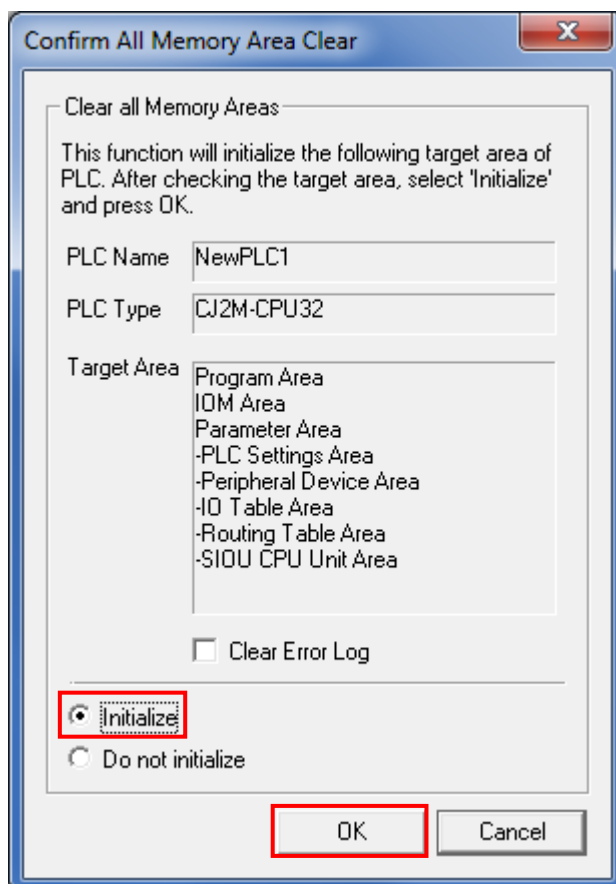 Confirm All Memory Area Clear
Clear all Memory Areas
This function will initialize the following target area of
PLC. After checking the target area, select 'Initialize'
and press OK.
PLC Name NewPLC1
PLC Type CJ2M-CPU32
Target Area
Program Area
IOM Area
Parameter Area
-PLC Settings Area
-Peripheral Device Area
-IO Table Area
-Routing Table Area
-SIOU CPU Unit Area
Clear Error Log
Initialize
Do not initialize
OK Cancel